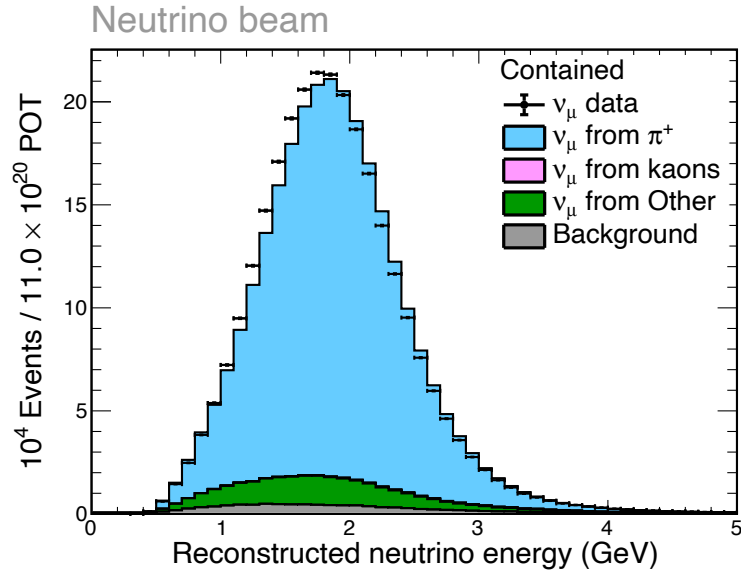 Neutrino beam
10⁴ Events / 11.0 × 10²⁰ POT
20
15
10
5
0
Contained
νμ data
νμ from π⁺
νμ from kaons
νμ from Other
Background
0 1 2 3 4 5
Reconstructed neutrino energy (GeV)